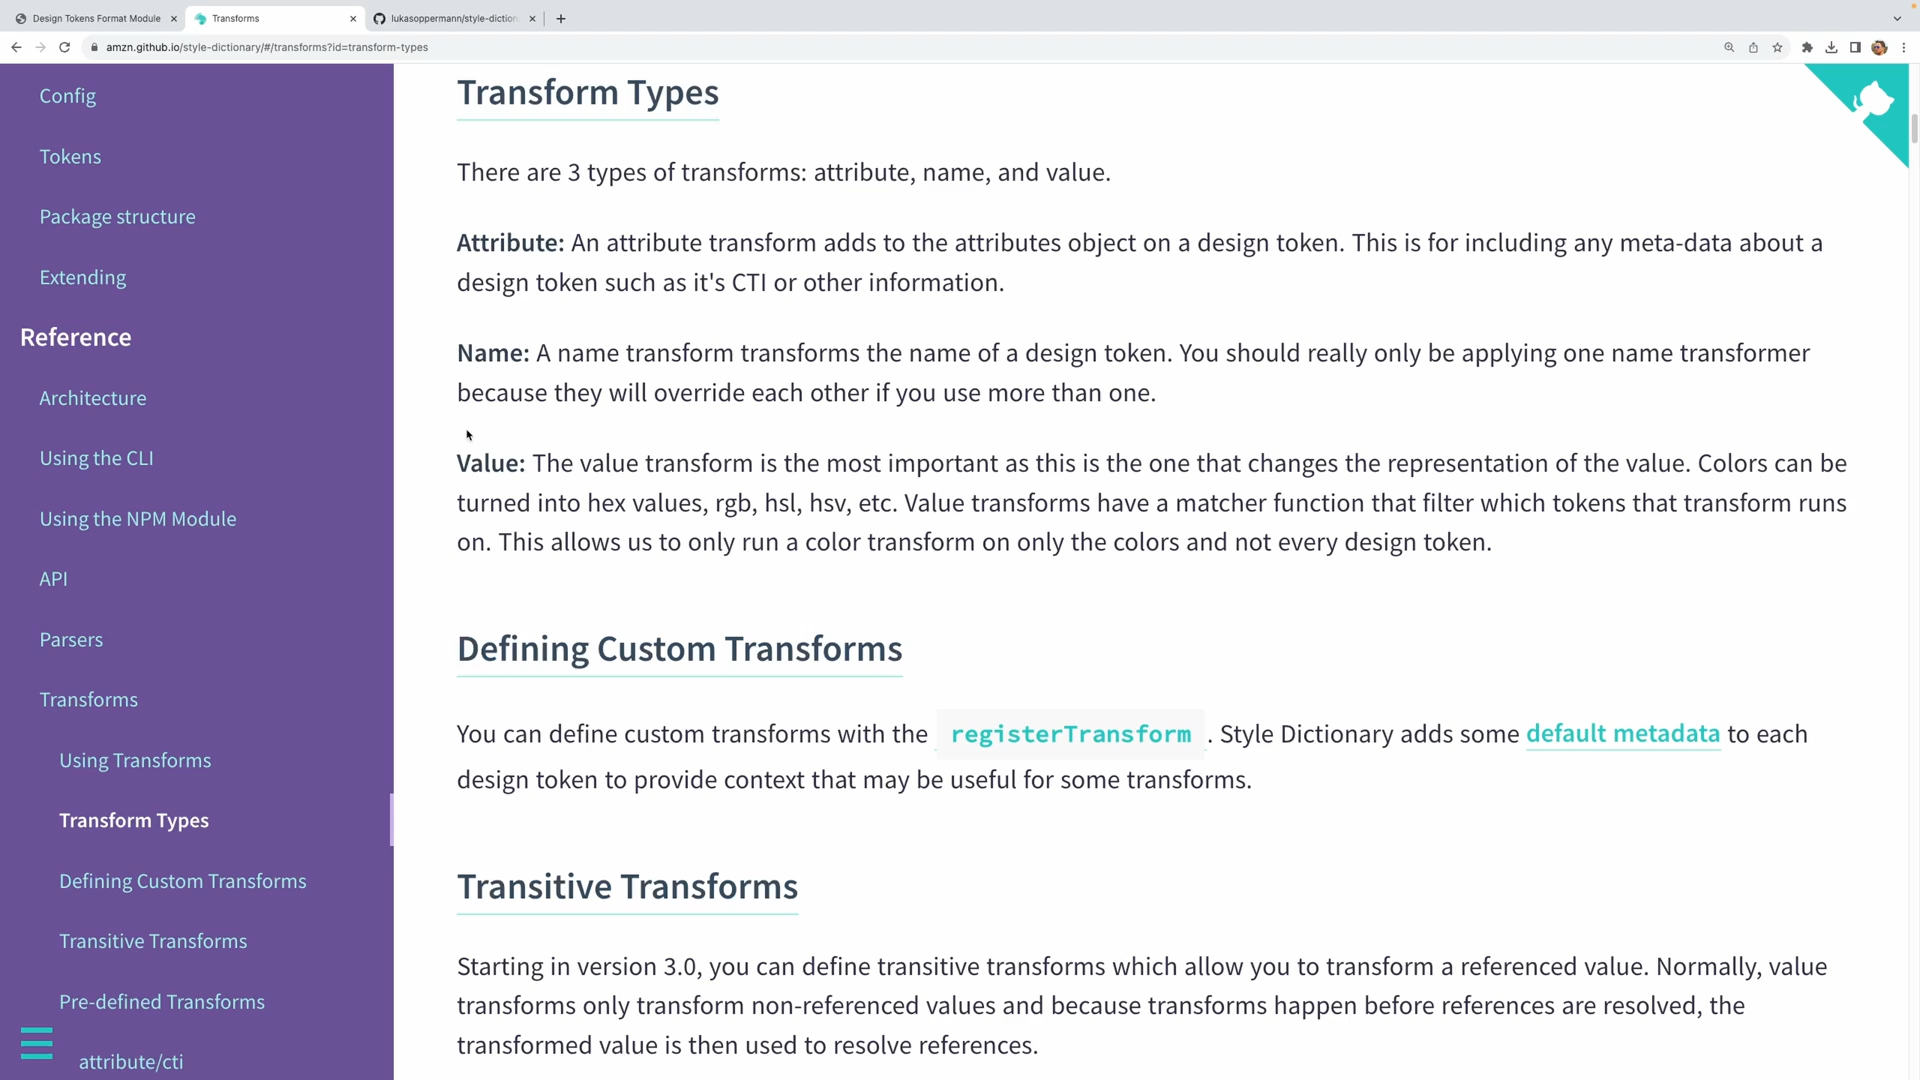 Design Tokens Format Module
Transforms
lukasoppermann/style-diction
amzn.github.io/style-dictionary/#/transforms?id=transform-types
Config
Tokens
Package structure
Extending
Reference
Architecture
Using the CLI
Using the NPM Module
API
Parsers
Transforms
Using Transforms
Transform Types
Defining Custom Transforms
Transitive Transforms
Pre-defined Transforms
attribute/cti
Transform Types
There are 3 types of transforms: attribute, name, and value.
Attribute: An attribute transform adds to the attributes object on a design token. This is for including any meta-data about a
design token such as it's CTI or other information.
Name: A name transform transforms the name of a design token. You should really only be applying one name transformer
because they will override each other if you use more than one.
Value: The value transform is the most important as this is the one that changes the representation of the value. Colors can be
turned into hex values, rgb, hsl, hsv, etc. Value transforms have a matcher function that filter which tokens that transform runs
on. This allows us to only run a color transform on only the colors and not every design token.
Defining Custom Transforms
You can define custom transforms with the registerTransform . Style Dictionary adds some default metadata to each
design token to provide context that may be useful for some transforms.
Transitive Transforms
Starting in version 3.0, you can define transitive transforms which allow you to transform a referenced value. Normally, value
transforms only transform non-referenced values and because transforms happen before references are resolved, the
transformed value is then used to resolve references.